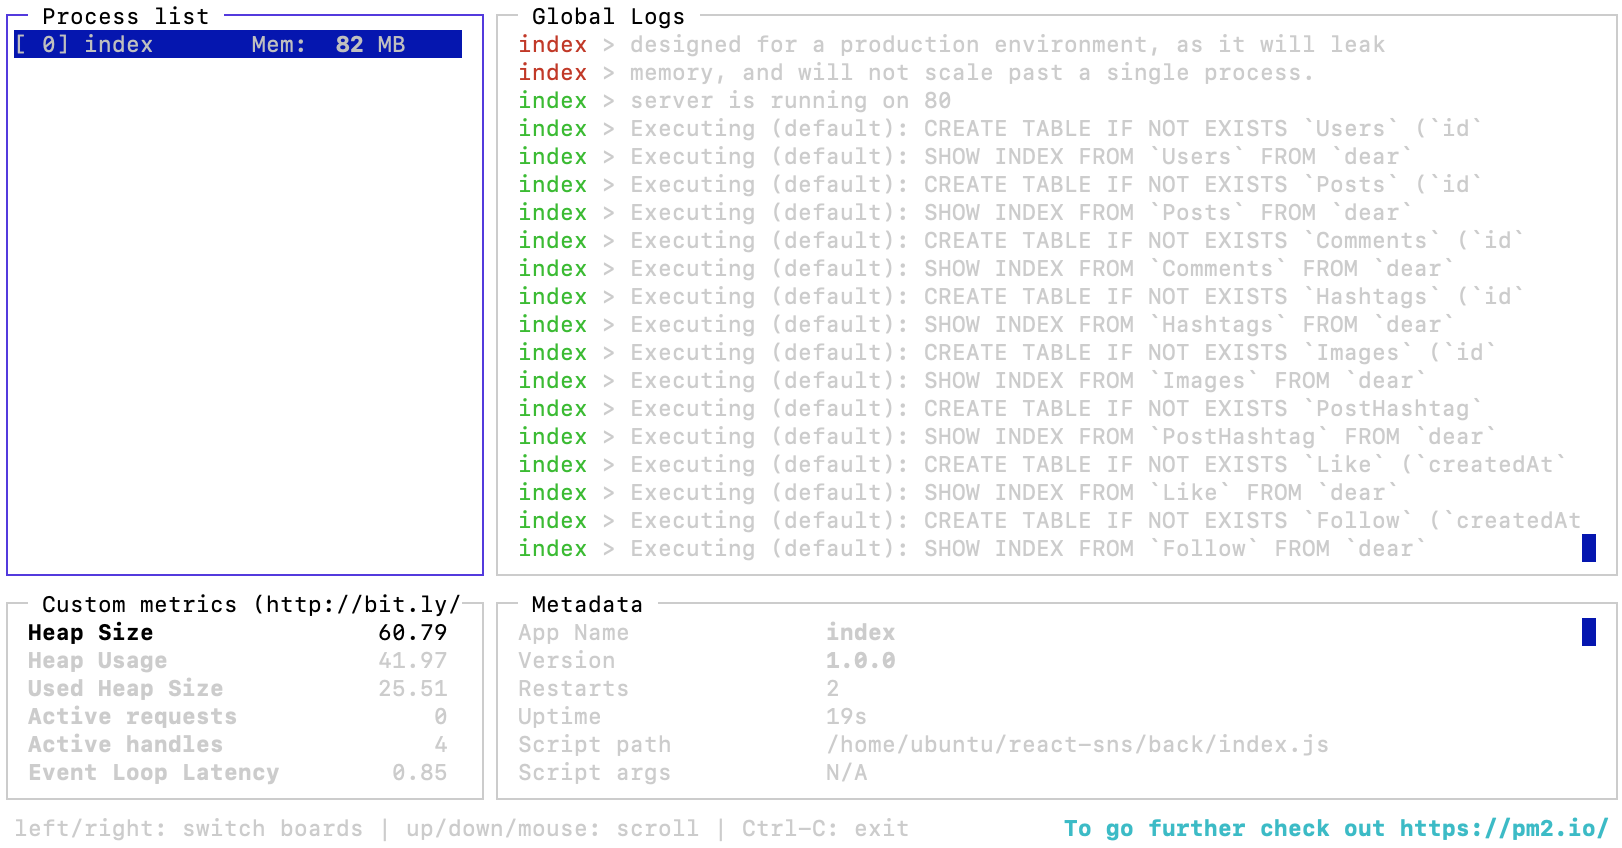 Process list
[ 0] index Mem: 82 MB
Global Logs
index > designed for a production environment, as it will leak
index > memory, and will not scale past a single process.
index > server is running on 80
index > Executing (default): CREATE TABLE IF NOT EXISTS `Users` (`id`
index > Executing (default): SHOW INDEX FROM `Users` FROM `dear`
index > Executing (default): CREATE TABLE IF NOT EXISTS `Posts` (`id`
index > Executing (default): SHOW INDEX FROM `Posts` FROM `dear`
index > Executing (default): CREATE TABLE IF NOT EXISTS `Comments` (`id`
index > Executing (default): SHOW INDEX FROM `Comments` FROM `dear`
index > Executing (default): CREATE TABLE IF NOT EXISTS `Hashtags` (`id`
index > Executing (default): SHOW INDEX FROM `Hashtags` FROM `dear`
index > Executing (default): CREATE TABLE IF NOT EXISTS `Images` (`id`
index > Executing (default): SHOW INDEX FROM `Images` FROM `dear`
index > Executing (default): CREATE TABLE IF NOT EXISTS `PostHashtag`
index > Executing (default): SHOW INDEX FROM `PostHashtag` FROM `dear`
index > Executing (default): CREATE TABLE IF NOT EXISTS `Like` (`createdAt`
index > Executing (default): SHOW INDEX FROM `Like` FROM `dear`
index > Executing (default): CREATE TABLE IF NOT EXISTS `Follow` (`createdAt
index > Executing (default): SHOW INDEX FROM `Follow` FROM `dear`
Custom metrics (http://bit.ly/
Heap Size 60.79
Heap Usage 41.97
Used Heap Size 25.51
Active requests 0
Active handles 4
Event Loop Latency 0.85
Metadata
App Name index
Version 1.0.0
Restarts 2
Uptime 19s
Script path /home/ubuntu/react-sns/back/index.js
Script args N/A
left/right: switch boards | up/down/mouse: scroll | Ctrl-C: exit To go further check out https://pm2.io/